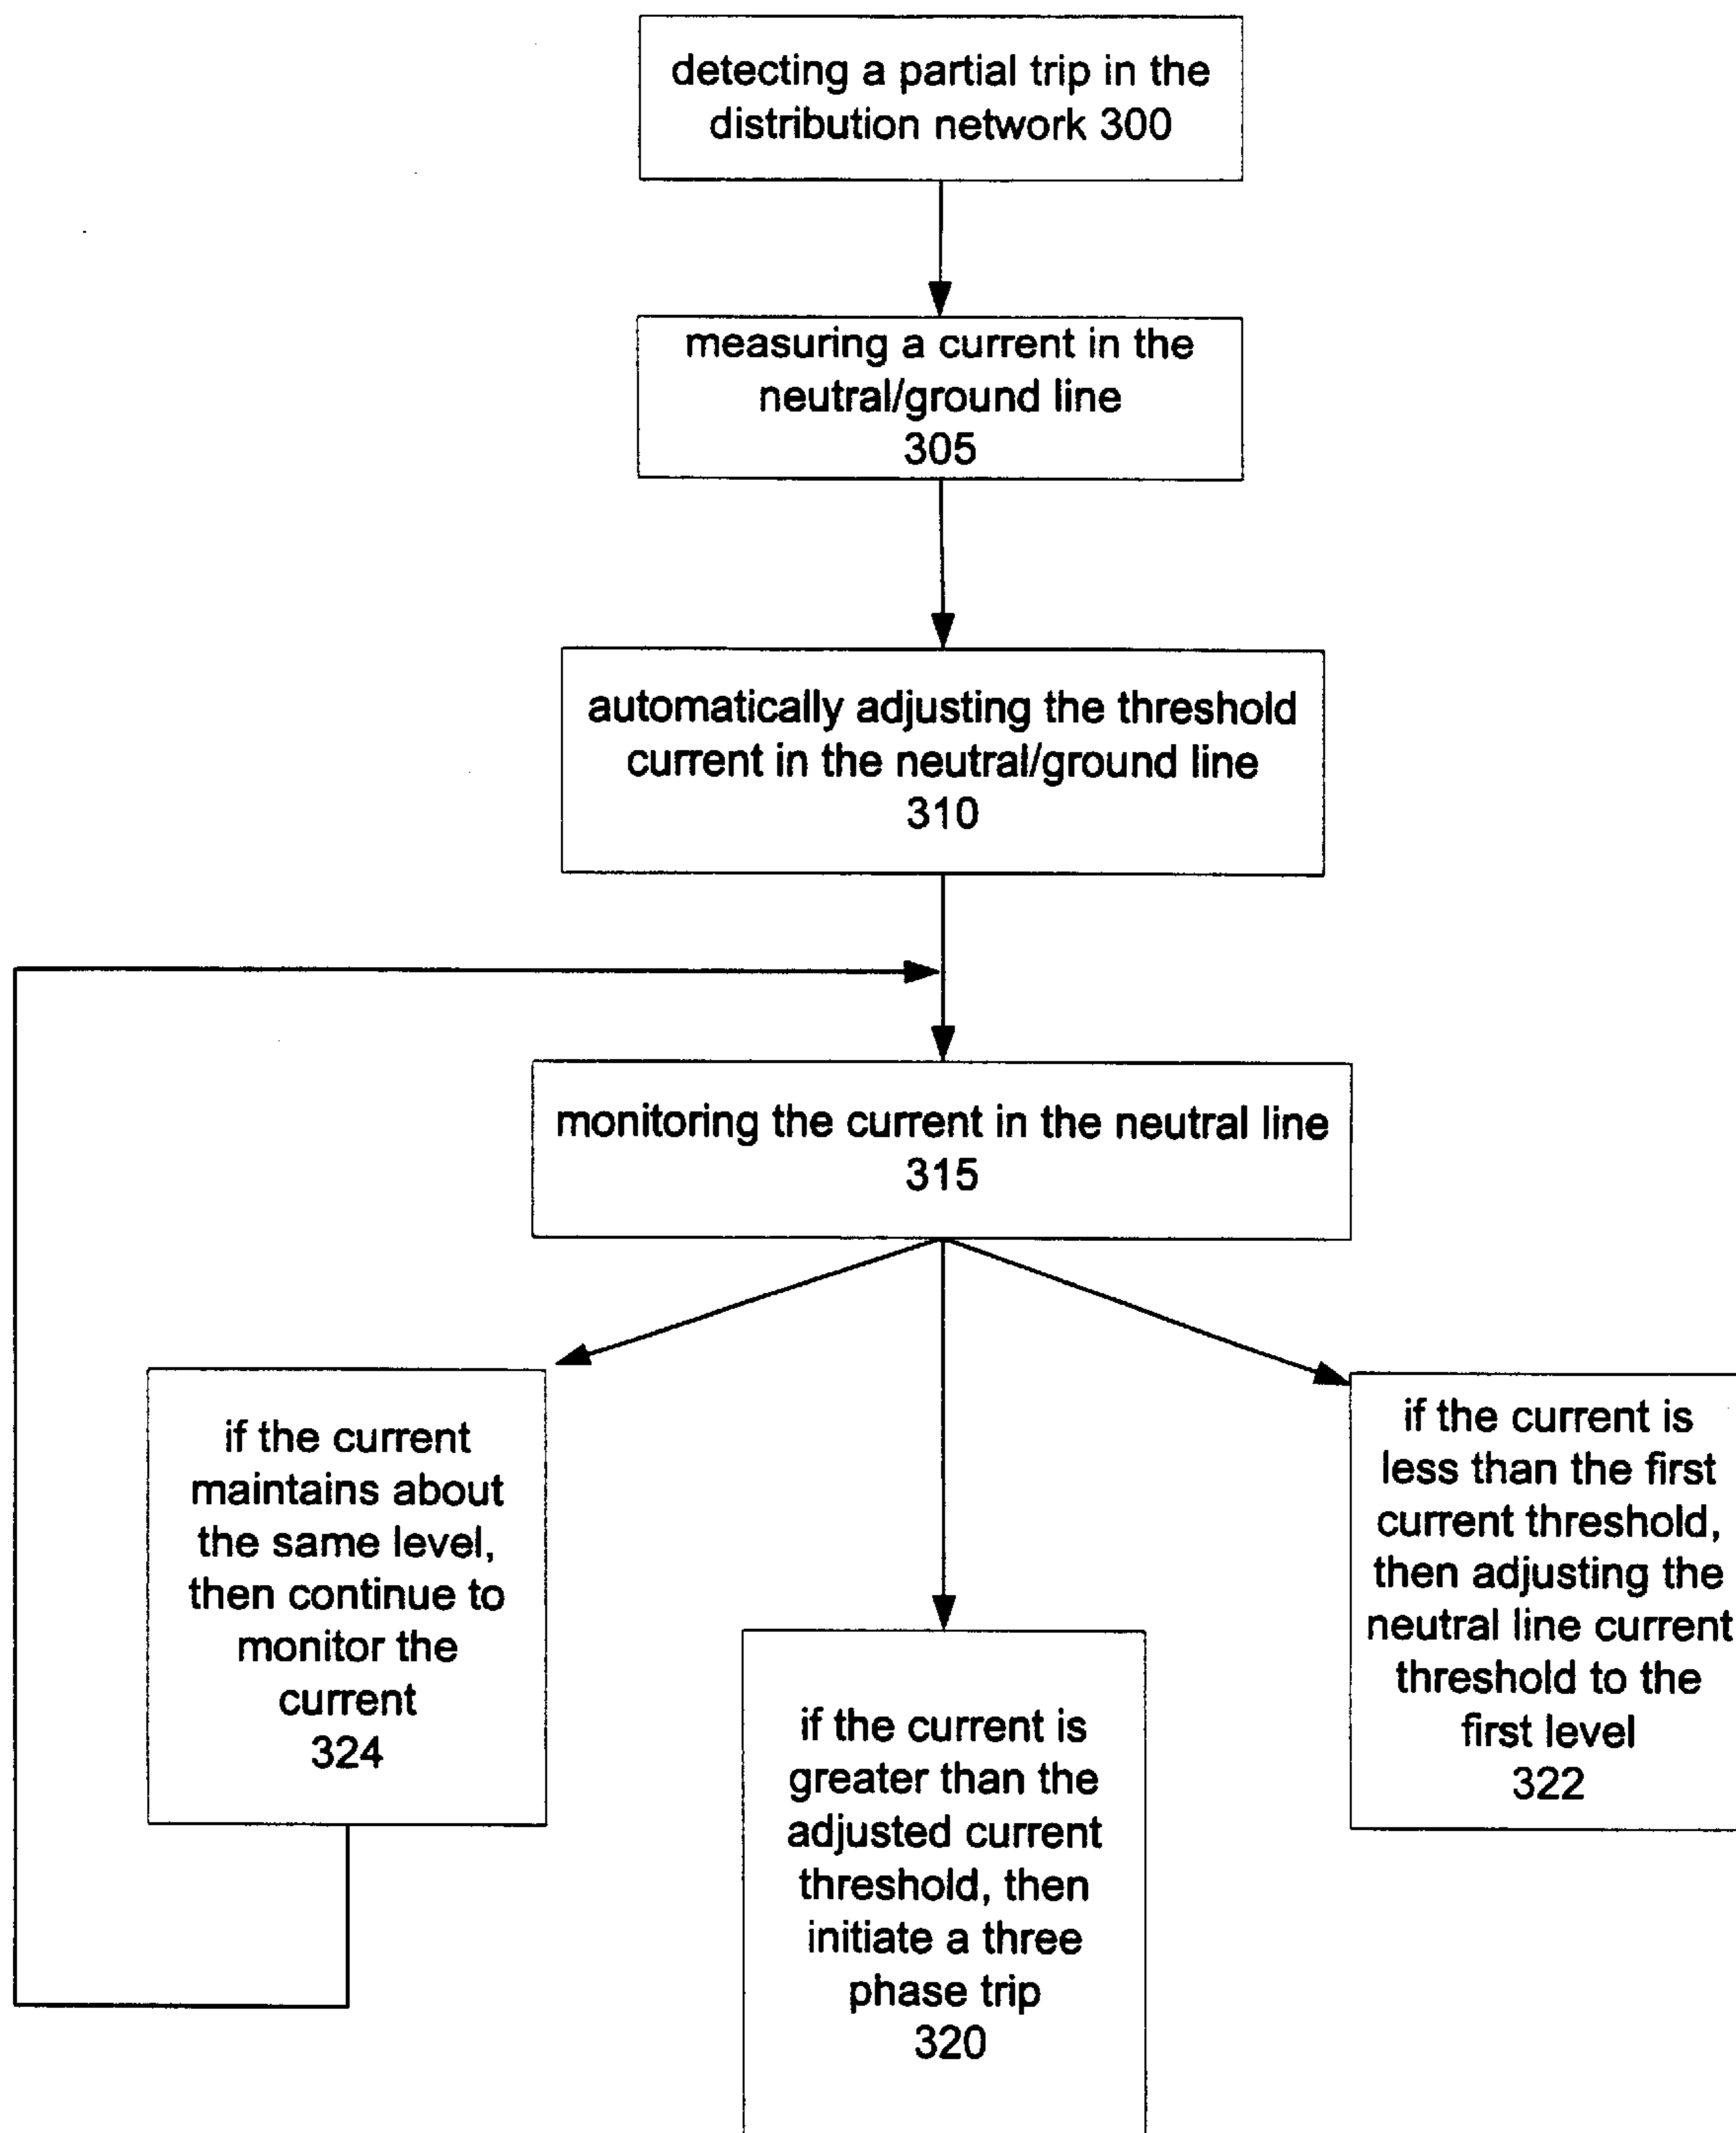 detecting a partial trip in the
distribution network 300
measuring a current in the
neutral/ground line
305
automatically adjusting the threshold
current in the neutral/ground line
310
monitoring the current in the neutral line
315
if the current
maintains about
the same level,
then continue to
monitor the
current
324
if the current is
greater than the
adjusted current
threshold, then
initiate a three
phase trip
320
if the current is
less than the first
current threshold,
then adjusting the
neutral line current
threshold to the
first level
322